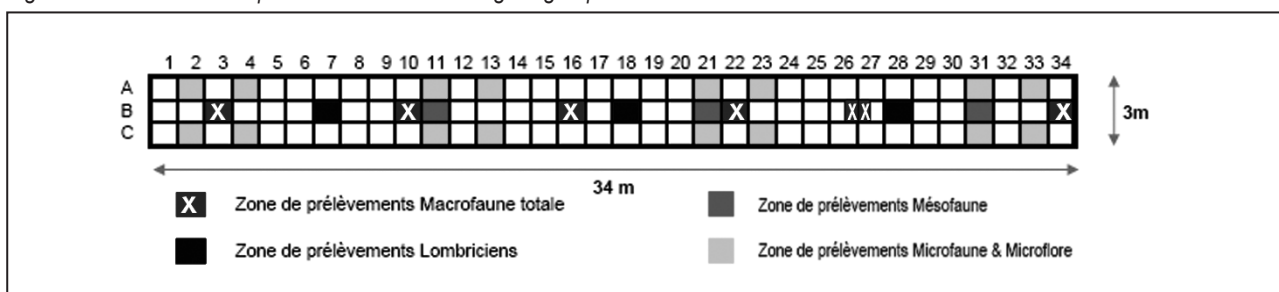 1 2 3 4 5 6 7 8 9 10 11 12 13 14 15 16 17 18 19 20 21 22 23 24 25 26 27 28 29 30 31 32 33 34
A
B X X X X X X X
C
3m
34 m
X Zone de prélèvements Macrofaune totale
Zone de prélèvements Mésofaune
Zone de prélèvements Lombriciens
Zone de prélèvements Microfaune & Microflore